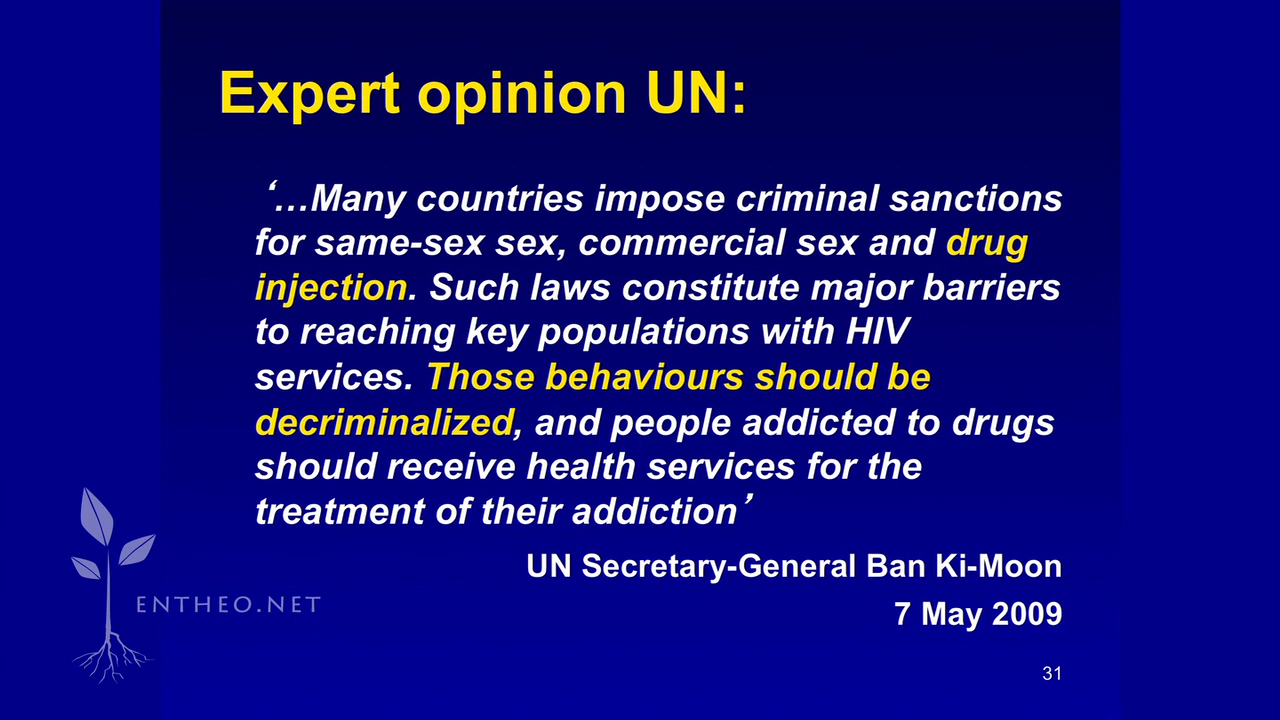 Expert opinion UN:
‘…Many countries impose criminal sanctions
for same-sex sex, commercial sex and drug
injection. Such laws constitute major barriers
to reaching key populations with HIV
services. Those behaviours should be
decriminalized, and people addicted to drugs
should receive health services for the
treatment of their addiction’
UN Secretary-General Ban Ki-Moon
ENTHEO.NET
7 May 2009
31